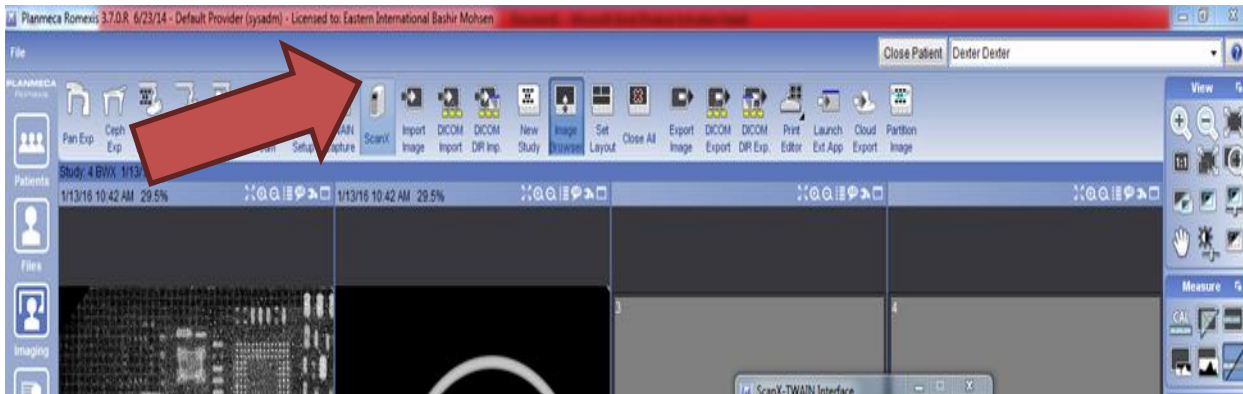 Planmeca Romexis 3.7.0.R 6/23/14 - Default Provider (sysadm) - Licensed to: Eastern International Bashir Mohsen
File
Close Patient
Dexter Dexter
PLANMECA
Pan Exp
Ceph Exp
Setup
ScanX
Import Image
DICOM Import
DICOM DIR Imp.
New Study
Image Browser
Set Layout
Close All
Export Image
DICOM Export
DICOM DIR Exp.
Print Editor
Launch Ext App
Cloud Export
Partition Image
View
1:1
Patients
Study: 4 BWX 1/13/
1/13/16 10:42 AM 29.5%
1/13/16 10:42 AM 29.5%
Files
Measure
3
4
CAL
Imaging
ScanX-TWAIN Interface